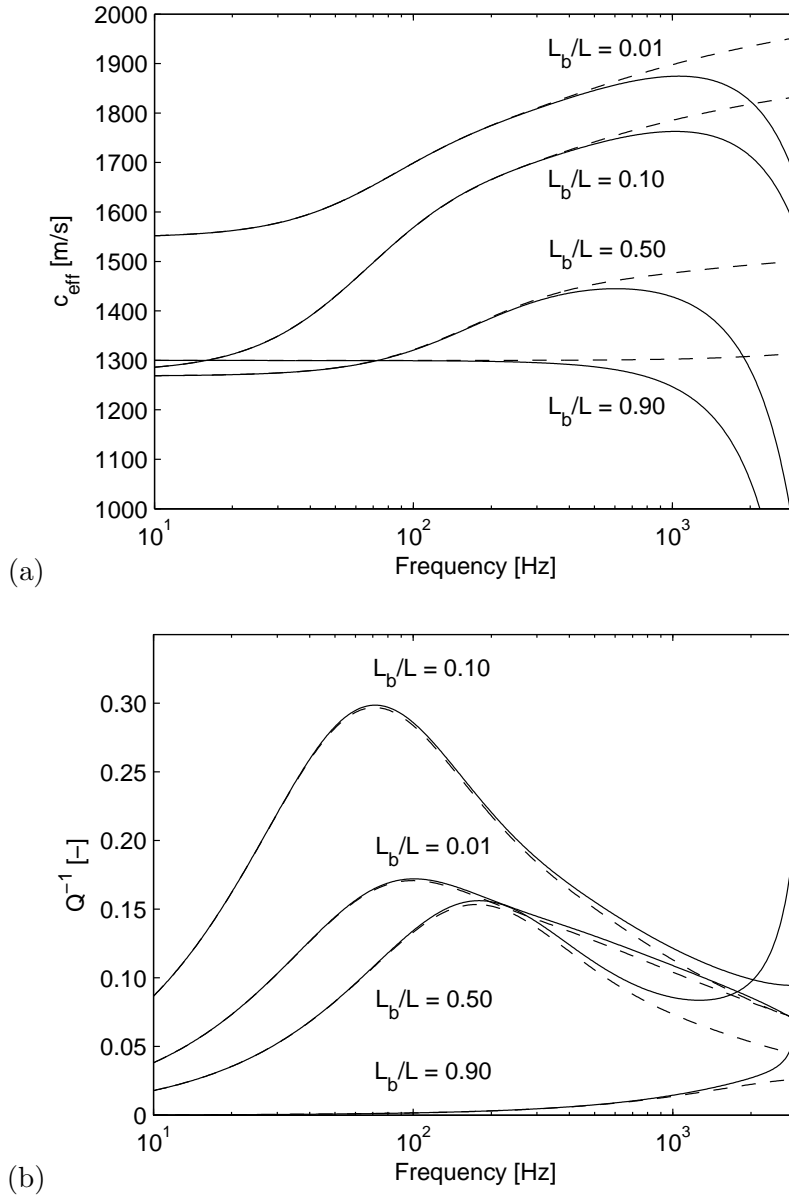 2000
1900
1800
1700
1600
1500
1400
1300
1200
1100
1000
c_eff [m/s]
L_b/L = 0.01
L_b/L = 0.10
L_b/L = 0.50
L_b/L = 0.90
10^1
10^2
10^3
Frequency [Hz]
(a)
0.30
0.25
0.20
0.15
0.10
0.05
0
Q^−1 [−]
L_b/L = 0.10
L_b/L = 0.01
L_b/L = 0.50
L_b/L = 0.90
10^1
10^2
10^3
Frequency [Hz]
(b)